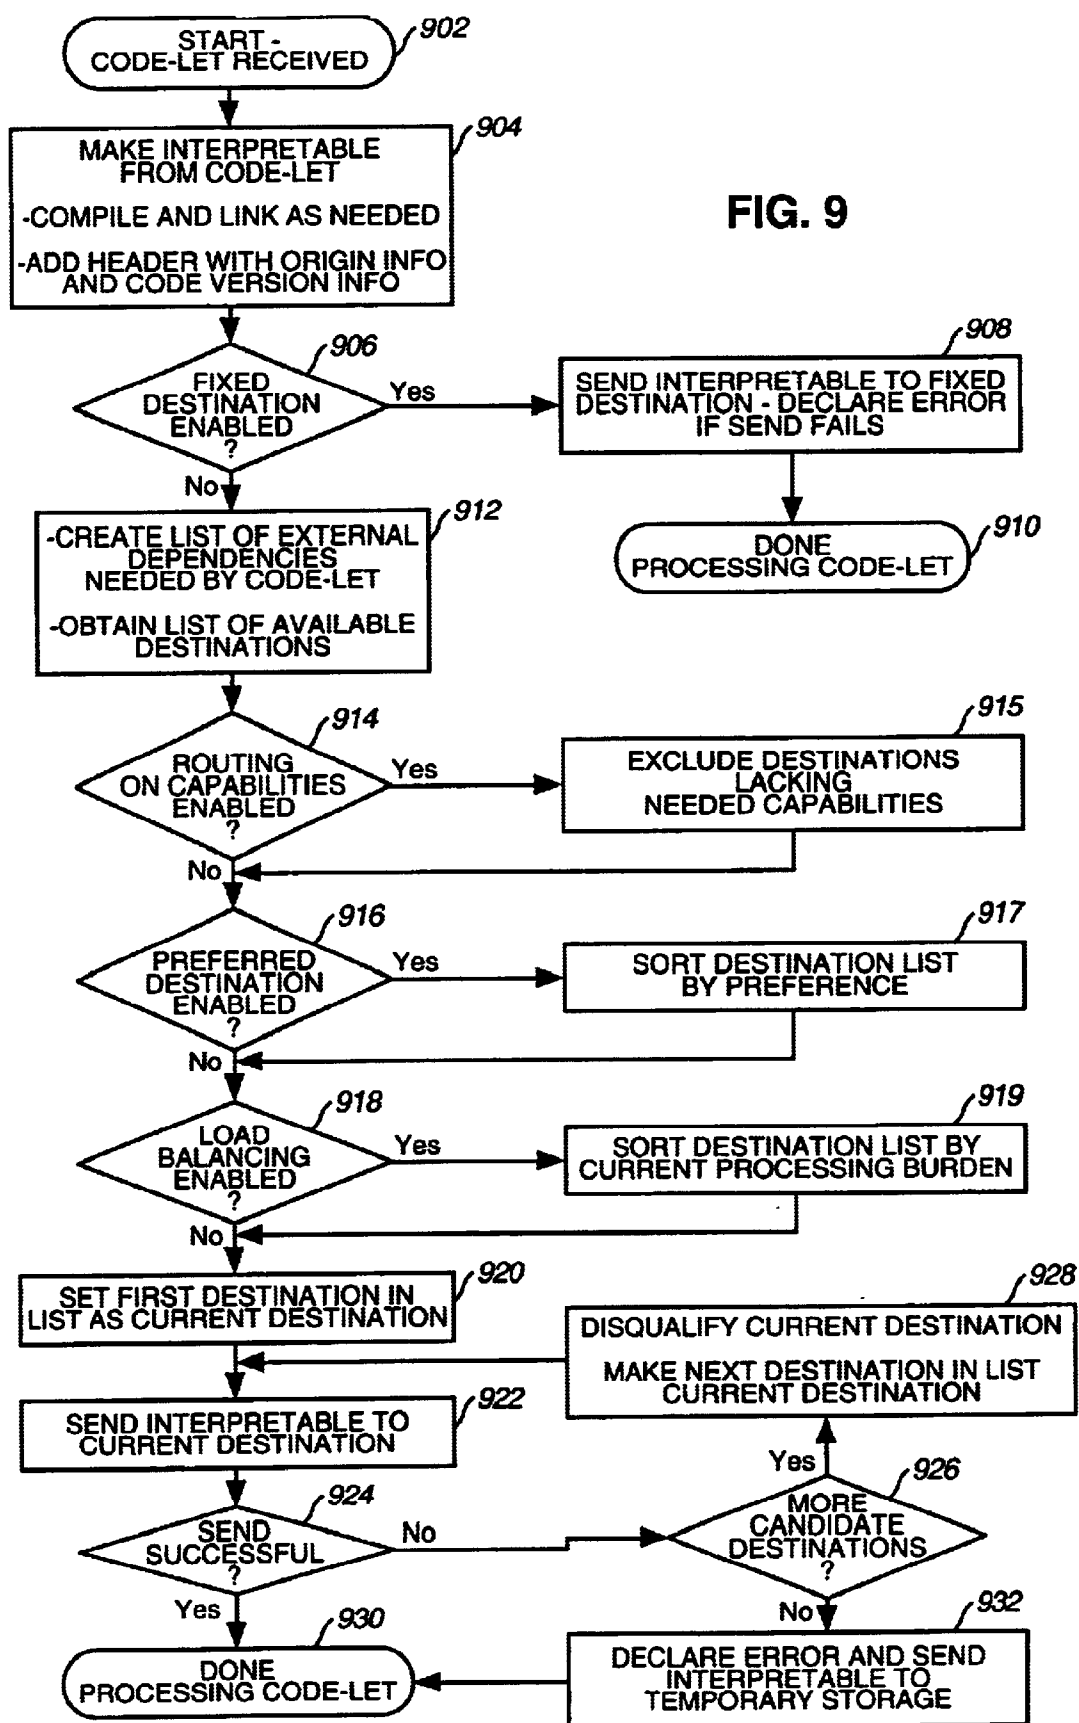 START -
CODE-LET RECEIVED
902
MAKE INTERPRETABLE
FROM CODE-LET
-COMPILE AND LINK AS NEEDED
-ADD HEADER WITH ORIGIN INFO
AND CODE VERSION INFO
904
FIG. 9
FIXED
DESTINATION
ENABLED
?
906
Yes
SEND INTERPRETABLE TO FIXED
DESTINATION - DECLARE ERROR
IF SEND FAILS
908
No
DONE
PROCESSING CODE-LET
910
-CREATE LIST OF EXTERNAL
DEPENDENCIES
NEEDED BY CODE-LET
-OBTAIN LIST OF AVAILABLE
DESTINATIONS
912
ROUTING
ON CAPABILITIES
ENABLED
?
914
Yes
EXCLUDE DESTINATIONS
LACKING
NEEDED CAPABILITIES
915
No
PREFERRED
DESTINATION
ENABLED
?
916
Yes
SORT DESTINATION LIST
BY PREFERENCE
917
No
LOAD
BALANCING
ENABLED
?
918
Yes
SORT DESTINATION LIST BY
CURRENT PROCESSING BURDEN
919
No
SET FIRST DESTINATION IN
LIST AS CURRENT DESTINATION
920
DISQUALIFY CURRENT DESTINATION
MAKE NEXT DESTINATION IN LIST
CURRENT DESTINATION
928
SEND INTERPRETABLE TO
CURRENT DESTINATION
922
Yes
SEND
SUCCESSFUL
?
924
No
MORE
CANDIDATE
DESTINATIONS
?
926
Yes
No
DONE
PROCESSING CODE-LET
930
DECLARE ERROR AND SEND
INTERPRETABLE TO
TEMPORARY STORAGE
932